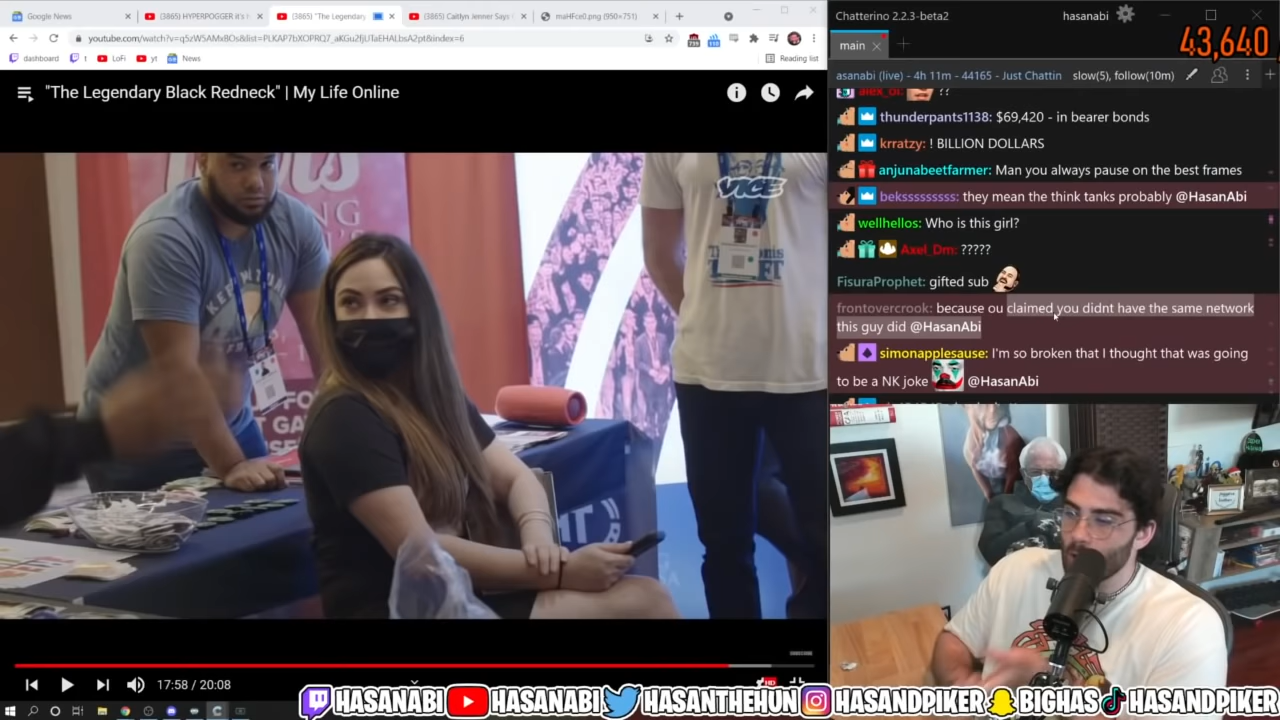 Google News
(3865) HYPERPOGGER it's t
(3865) "The Legendary
(3865) Caitlyn Jenner Says
maHFce0.png (950×751)
youtube.com/watch?v=
dashboard
t
LoFi
yt
News
Reading list
"The Legendary Black Redneck" | My Life Online
VICE
SUBSCRIBE
17:58 / 20:08
HD
Chatterino 2.2.3-beta2
hasanabi
43,640
main
asanabi (live) - 4h 11m - 44165 - Just Chattin
slow(5), follow(10m)
alex_oi: ??
thunderpants1138: $69,420 - in bearer bonds
krratzy: ! BILLION DOLLARS
anjunabeetfarmer: Man you always pause on the best frames
bekssssssssss: they mean the think tanks probably @HasanAbi
wellhellos: Who is this girl?
Axel_Dm: ?????
FisuraProphet: gifted sub
frontovercrook: because ou claimed you didnt have the same network
this guy did @HasanAbi
simonapplesause: I'm so broken that I thought that was going
to be a NK joke @HasanAbi
HASANABI HASANABI HASANTHEHUN HASANDPIKER BIGHAS HASANDPIKER